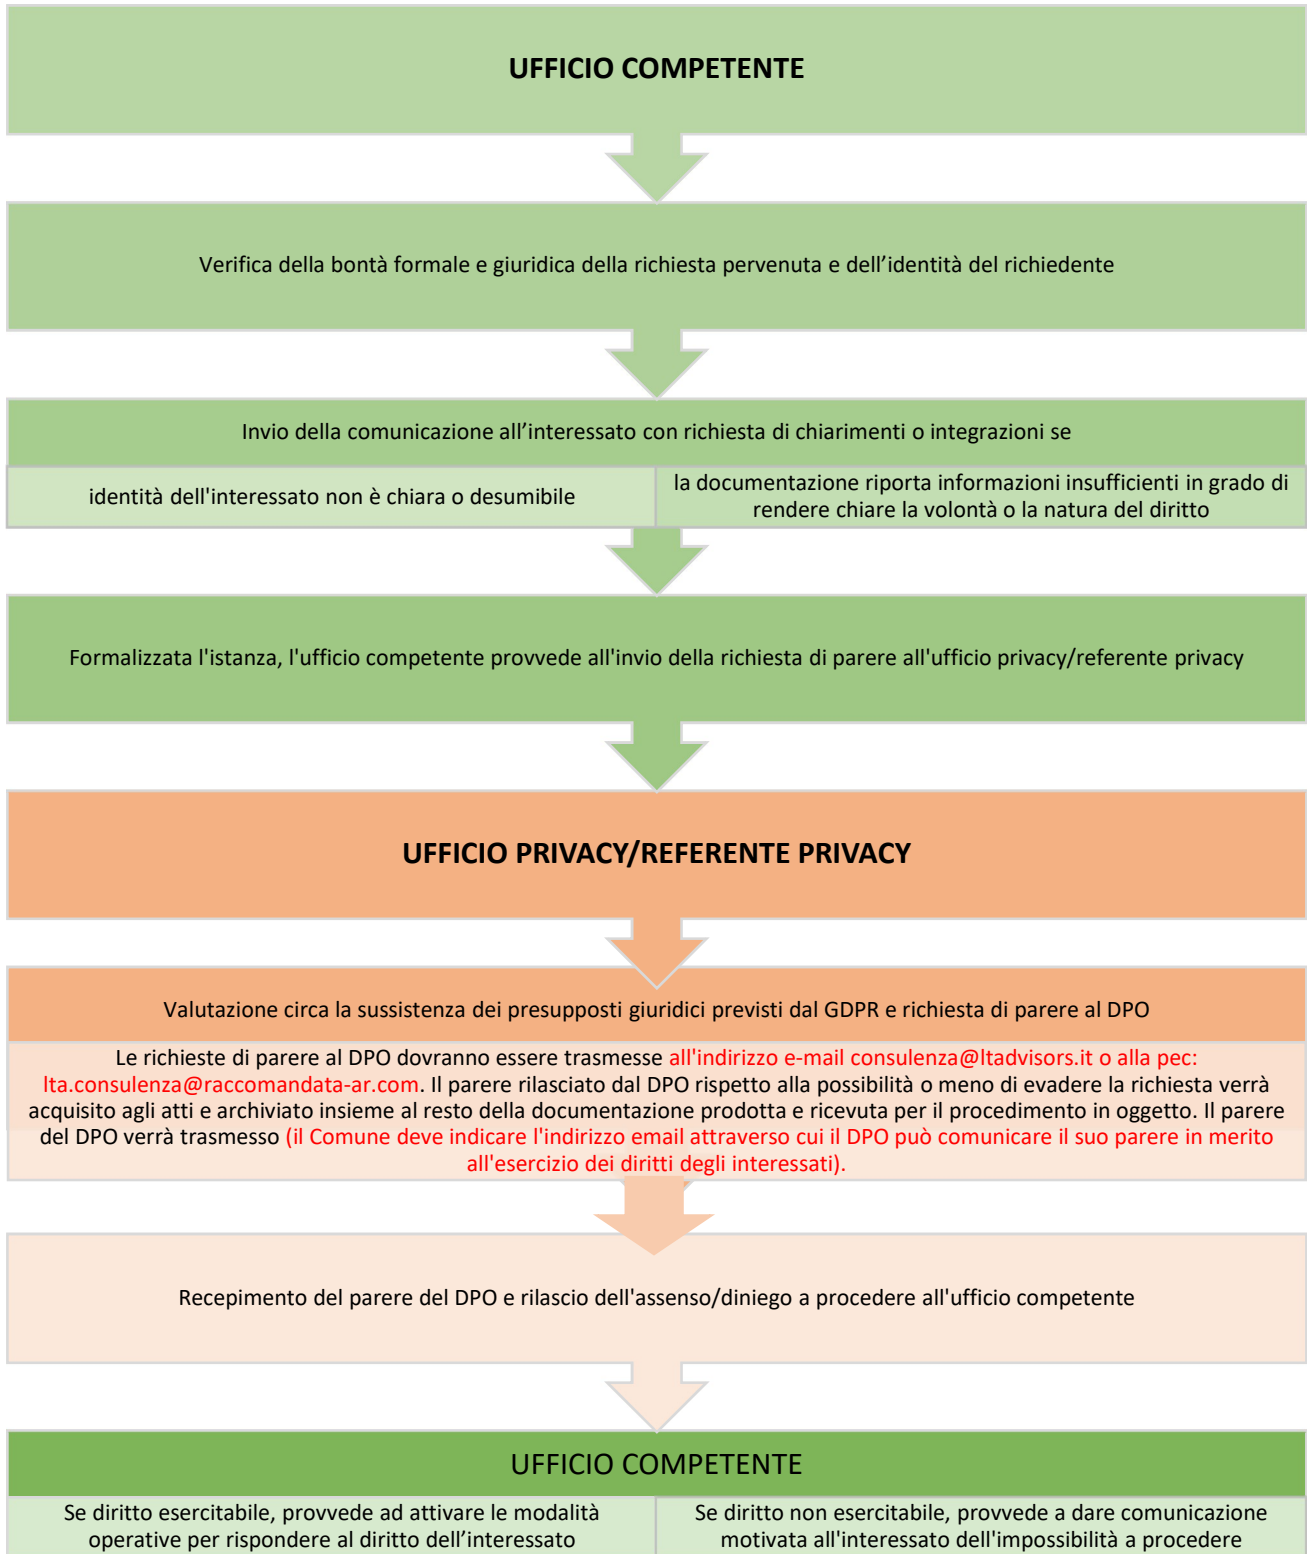 UFFICIO COMPETENTE
Verifica della bontà formale e giuridica della richiesta pervenuta e dell’identità del richiedente
Invio della comunicazione all’interessato con richiesta di chiarimenti o integrazioni se
identità dell'interessato non è chiara o desumibile
la documentazione riporta informazioni insufficienti in grado di
rendere chiare la volontà o la natura del diritto
Formalizzata l'istanza, l'ufficio competente provvede all'invio della richiesta di parere all'ufficio privacy/referente privacy
UFFICIO PRIVACY/REFERENTE PRIVACY
Valutazione circa la sussistenza dei presupposti giuridici previsti dal GDPR e richiesta di parere al DPO
Le richieste di parere al DPO dovranno essere trasmesse all'indirizzo e-mail consulenza@ltadvisors.it o alla pec:
lta.consulenza@raccomandata-ar.com. Il parere rilasciato dal DPO rispetto alla possibilità o meno di evadere la richiesta verrà
acquisito agli atti e archiviato insieme al resto della documentazione prodotta e ricevuta per il procedimento in oggetto. Il parere
del DPO verrà trasmesso (il Comune deve indicare l'indirizzo email attraverso cui il DPO può comunicare il suo parere in merito
all'esercizio dei diritti degli interessati).
Recepimento del parere del DPO e rilascio dell'assenso/diniego a procedere all'ufficio competente
UFFICIO COMPETENTE
Se diritto esercitabile, provvede ad attivare le modalità
operative per rispondere al diritto dell’interessato
Se diritto non esercitabile, provvede a dare comunicazione
motivata all'interessato dell'impossibilità a procedere